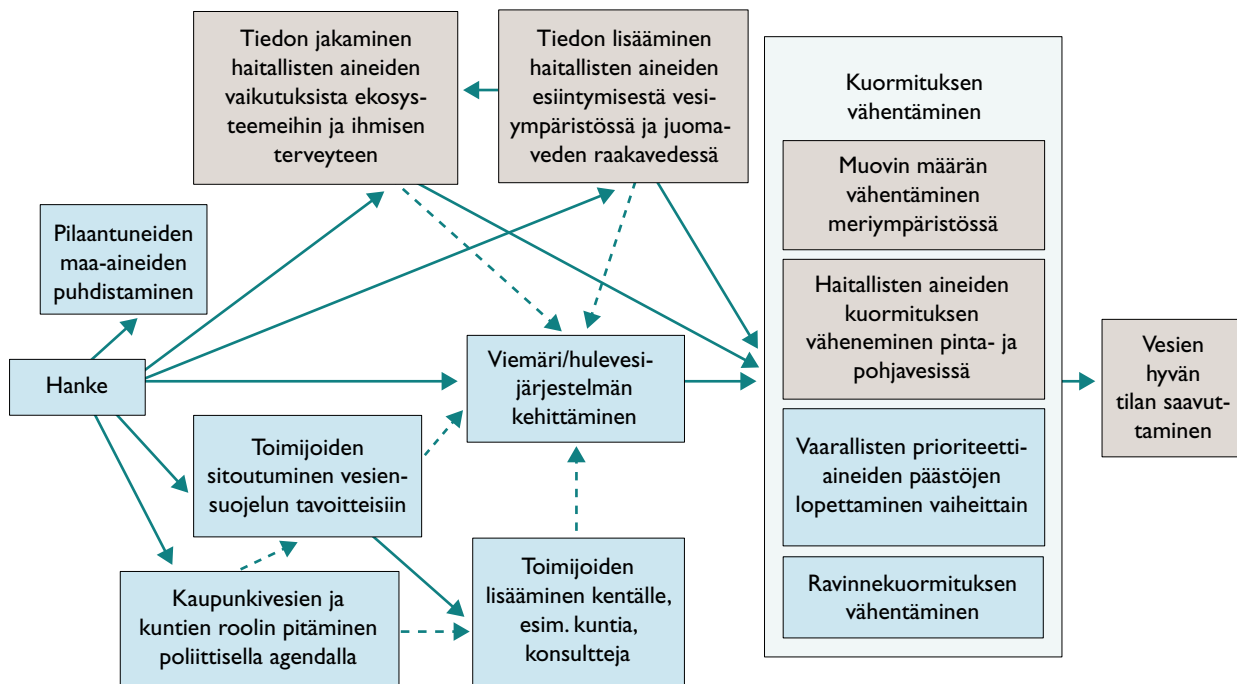 Tiedon jakaminen
haitallisten aineiden
vaikutuksista ekosys-
teemeihin ja ihmisen
terveyteen
Tiedon lisääminen
haitallisten aineiden
esiintymisestä vesi-
ympäristössä ja juoma-
veden raakavedessä
Kuormituksen
vähentäminen
Muovin määrän
vähentäminen
meriympäristössä
Pilaantuneiden
maa-aineiden
puhdistaminen
Haitallisten aineiden
kuormituksen
väheneminen pinta- ja
pohjavesissä
Hanke
Viemäri/hulevesi-
järjestelmän
kehittäminen
Vesien
hyvän
tilan saavut-
taminen
Toimijoiden
sitoutuminen vesien-
suojelun tavoitteisiin
Vaarallisten prioriteetti-
aineiden päästöjen
lopettaminen vaiheittain
Kaupunkivesien ja
kuntien roolin pitäminen
poliittisella agendalla
Toimijoiden
lisääminen kentälle,
esim. kuntia,
konsultteja
Ravinnekuormituksen
vähentäminen